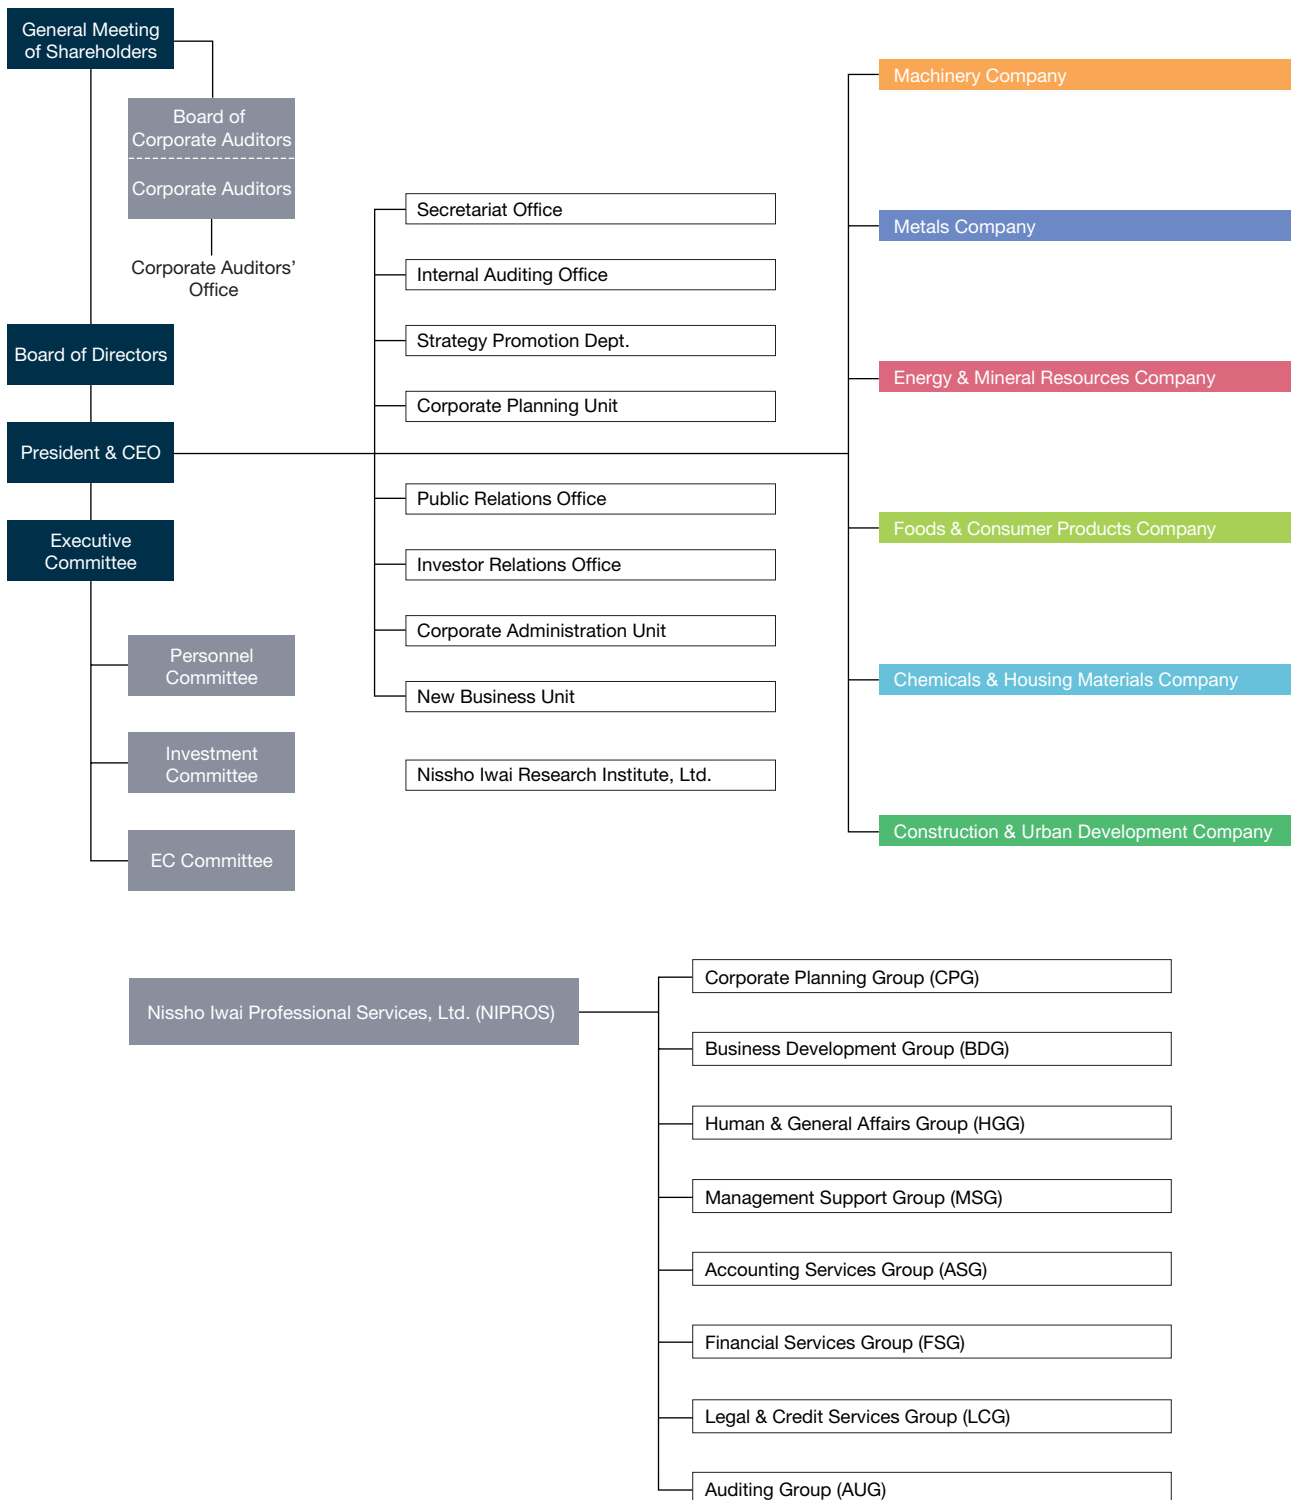 General Meeting
of Shareholders
Board of
Corporate Auditors
Corporate Auditors
Corporate Auditors’
Office
Board of Directors
President & CEO
Executive
Committee
Personnel
Committee
Investment
Committee
EC Committee
Secretariat Office
Internal Auditing Office
Strategy Promotion Dept.
Corporate Planning Unit
Public Relations Office
Investor Relations Office
Corporate Administration Unit
New Business Unit
Nissho Iwai Research Institute, Ltd.
Machinery Company
Metals Company
Energy & Mineral Resources Company
Foods & Consumer Products Company
Chemicals & Housing Materials Company
Construction & Urban Development Company
Nissho Iwai Professional Services, Ltd. (NIPROS)
Corporate Planning Group (CPG)
Business Development Group (BDG)
Human & General Affairs Group (HGG)
Management Support Group (MSG)
Accounting Services Group (ASG)
Financial Services Group (FSG)
Legal & Credit Services Group (LCG)
Auditing Group (AUG)